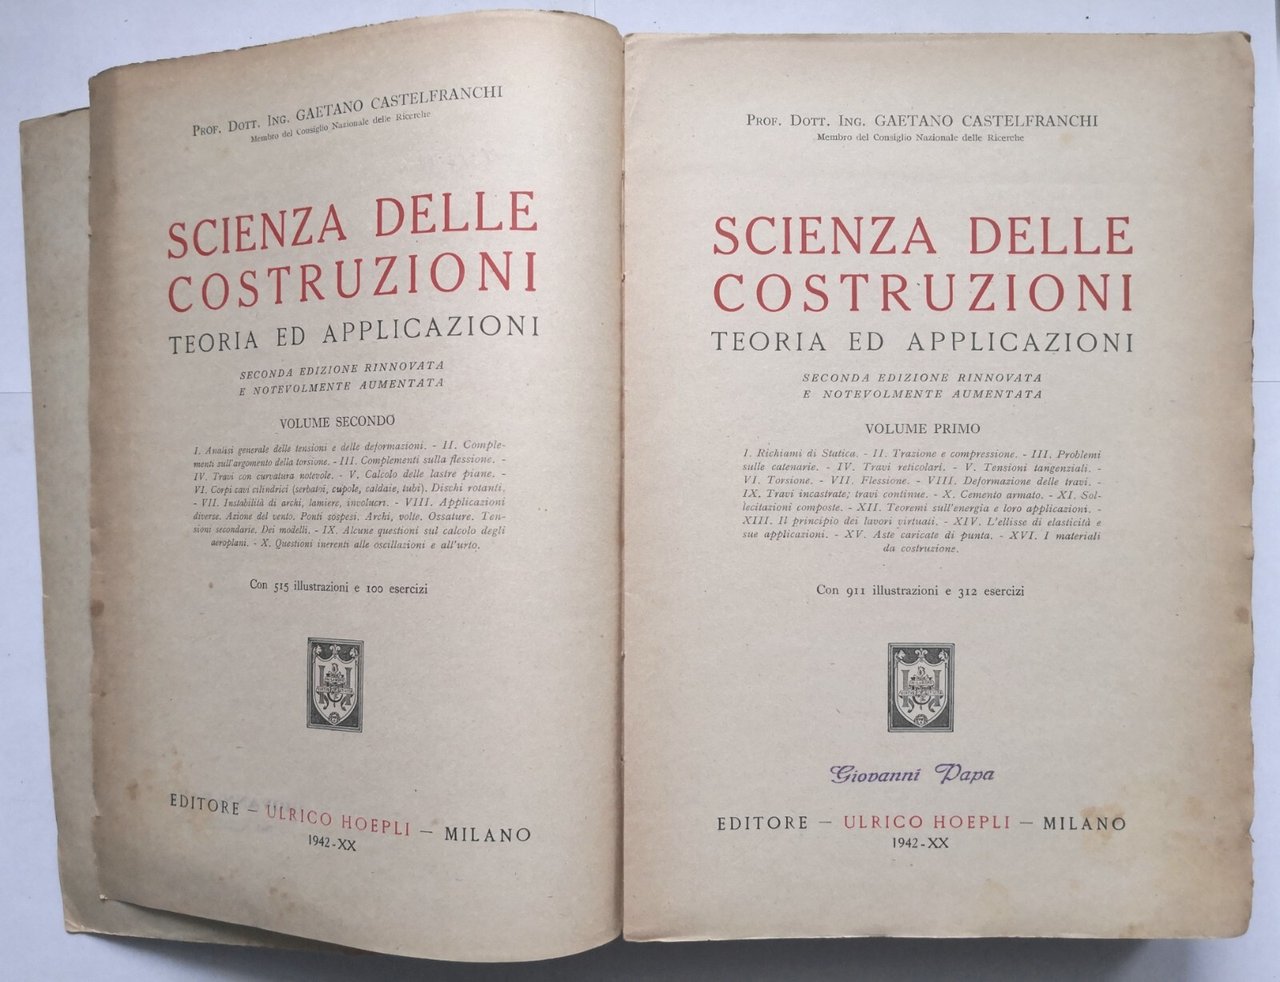 PROF. DOTT. ING. GAETANO CASTELFRANCHI
Membro del Consiglio Nazionale delle Ricerche
SCIENZA DELLE
COSTRUZIONI
TEORIA ED APPLICAZIONI
SECONDA EDIZIONE RINNOVATA
E NOTEVOLMENTE AUMENTATA
VOLUME SECONDO
I. Analisi generale delle tensioni e delle deformazioni. - II. Comple-
menti sull'argomento della torsione. - III. Complementi sulla flessione. -
IV. Travi con curvatura notevole. - V. Calcolo delle lastre piane. -
VI. Corpi cavi cilindrici (serbatoi, cupole, caldaie, tubi). Dischi rotanti.
- VII. Instabilità di archi, lamiere, involucri. - VIII. Applicazioni
diverse. Azione del vento. Ponti sospesi. Archi, volte. Ossature. Ten-
sioni secondarie. Dei modelli. - IX. Alcune questioni sul calcolo degli
aeroplani. - X. Questioni inerenti alle oscillazioni e all'urto.
Con 515 illustrazioni e 100 esercizi
EDITORE — ULRICO HOEPLI — MILANO
1942-XX
PROF. DOTT. ING. GAETANO CASTELFRANCHI
Membro del Consiglio Nazionale delle Ricerche
SCIENZA DELLE
COSTRUZIONI
TEORIA ED APPLICAZIONI
SECONDA EDIZIONE RINNOVATA
E NOTEVOLMENTE AUMENTATA
VOLUME PRIMO
I. Richiami di Statica. - II. Trazione e compressione. - III. Problemi
sulle catenarie. - IV. Travi reticolari. - V. Tensioni tangenziali. -
VI. Torsione. - VII. Flessione. - VIII. Deformazione delle travi. -
IX. Travi incastrate; travi continue. - X. Cemento armato. - XI. Sol-
lecitazioni composte. - XII. Teoremi sull'energia e loro applicazioni. -
XIII. Il principio dei lavori virtuali. - XIV. L'ellisse di elasticità e
sue applicazioni. - XV. Aste caricate di punta. - XVI. I materiali
da costruzione.
Con 911 illustrazioni e 312 esercizi
Giovanni Papa
EDITORE — ULRICO HOEPLI — MILANO
1942-XX